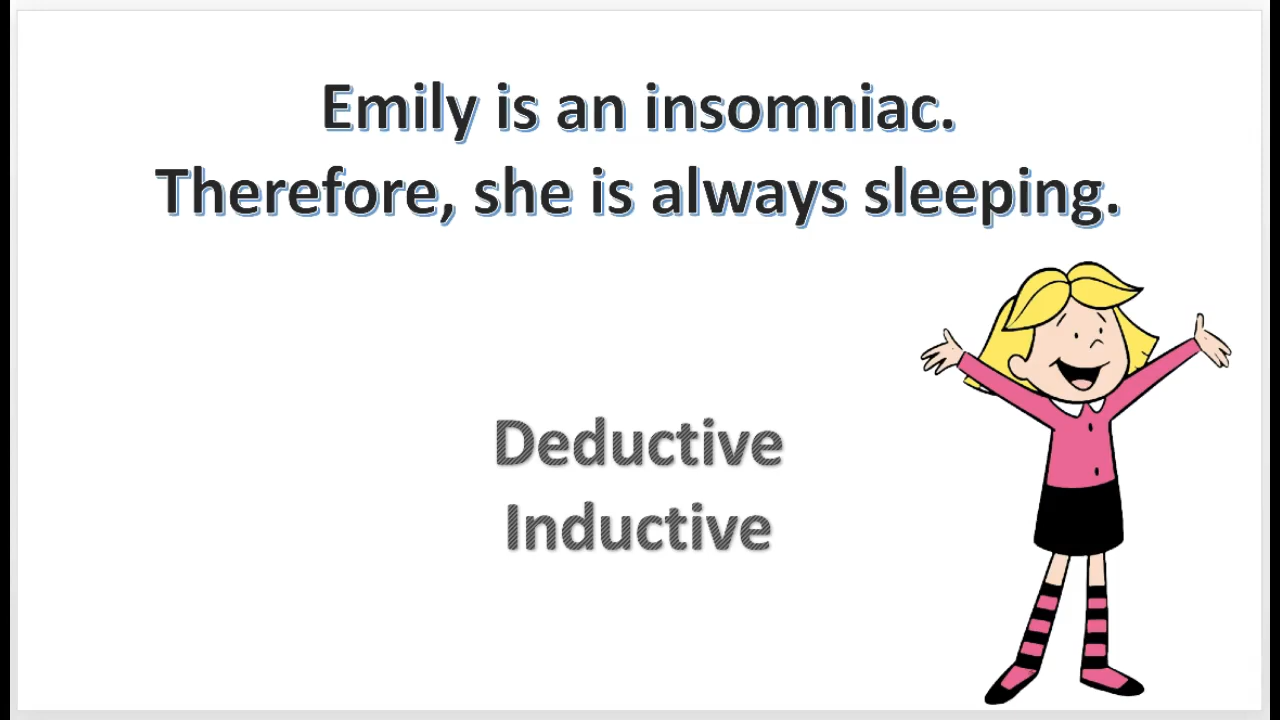 Emily is an insomniac.
Therefore, she is always sleeping.
Deductive
Inductive